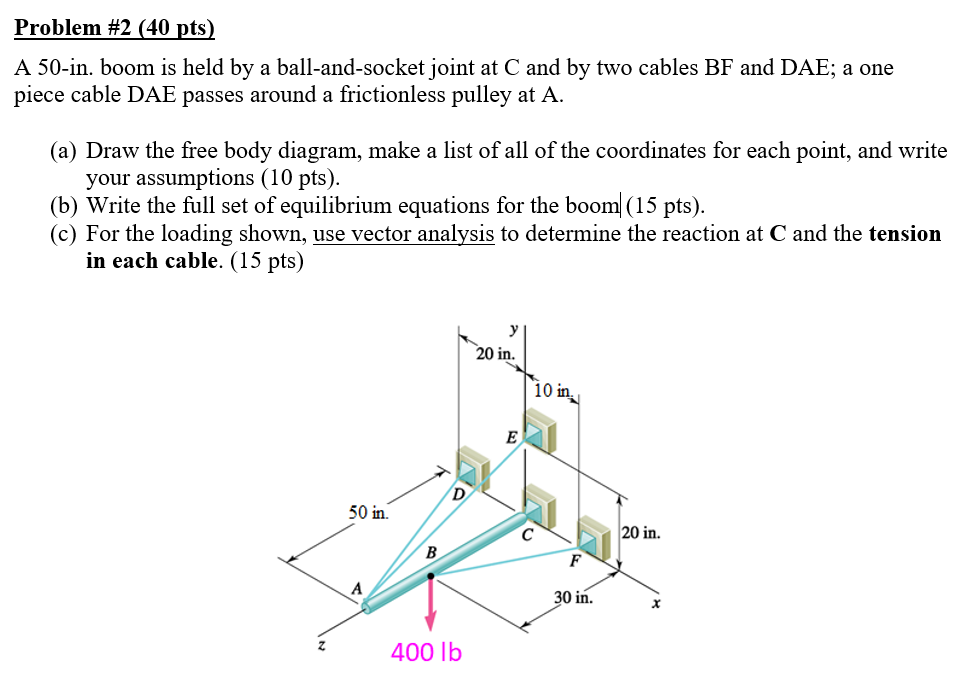 Problem #2 (40 pts)
A 50-in. boom is held by a ball-and-socket joint at C and by two cables BF and DAE; a one
piece cable DAE passes around a frictionless pulley at A.
(a) Draw the free body diagram, make a list of all of the coordinates for each point, and write
your assumptions (10 pts).
(b) Write the full set of equilibrium equations for the boom (15 pts).
(c) For the loading shown, use vector analysis to determine the reaction at C and the tension
in each cable. (15 pts)
y
20 in.
10 in.
E
D
50 in.
C
20 in.
B
F
A
30 in.
x
z
400 lb